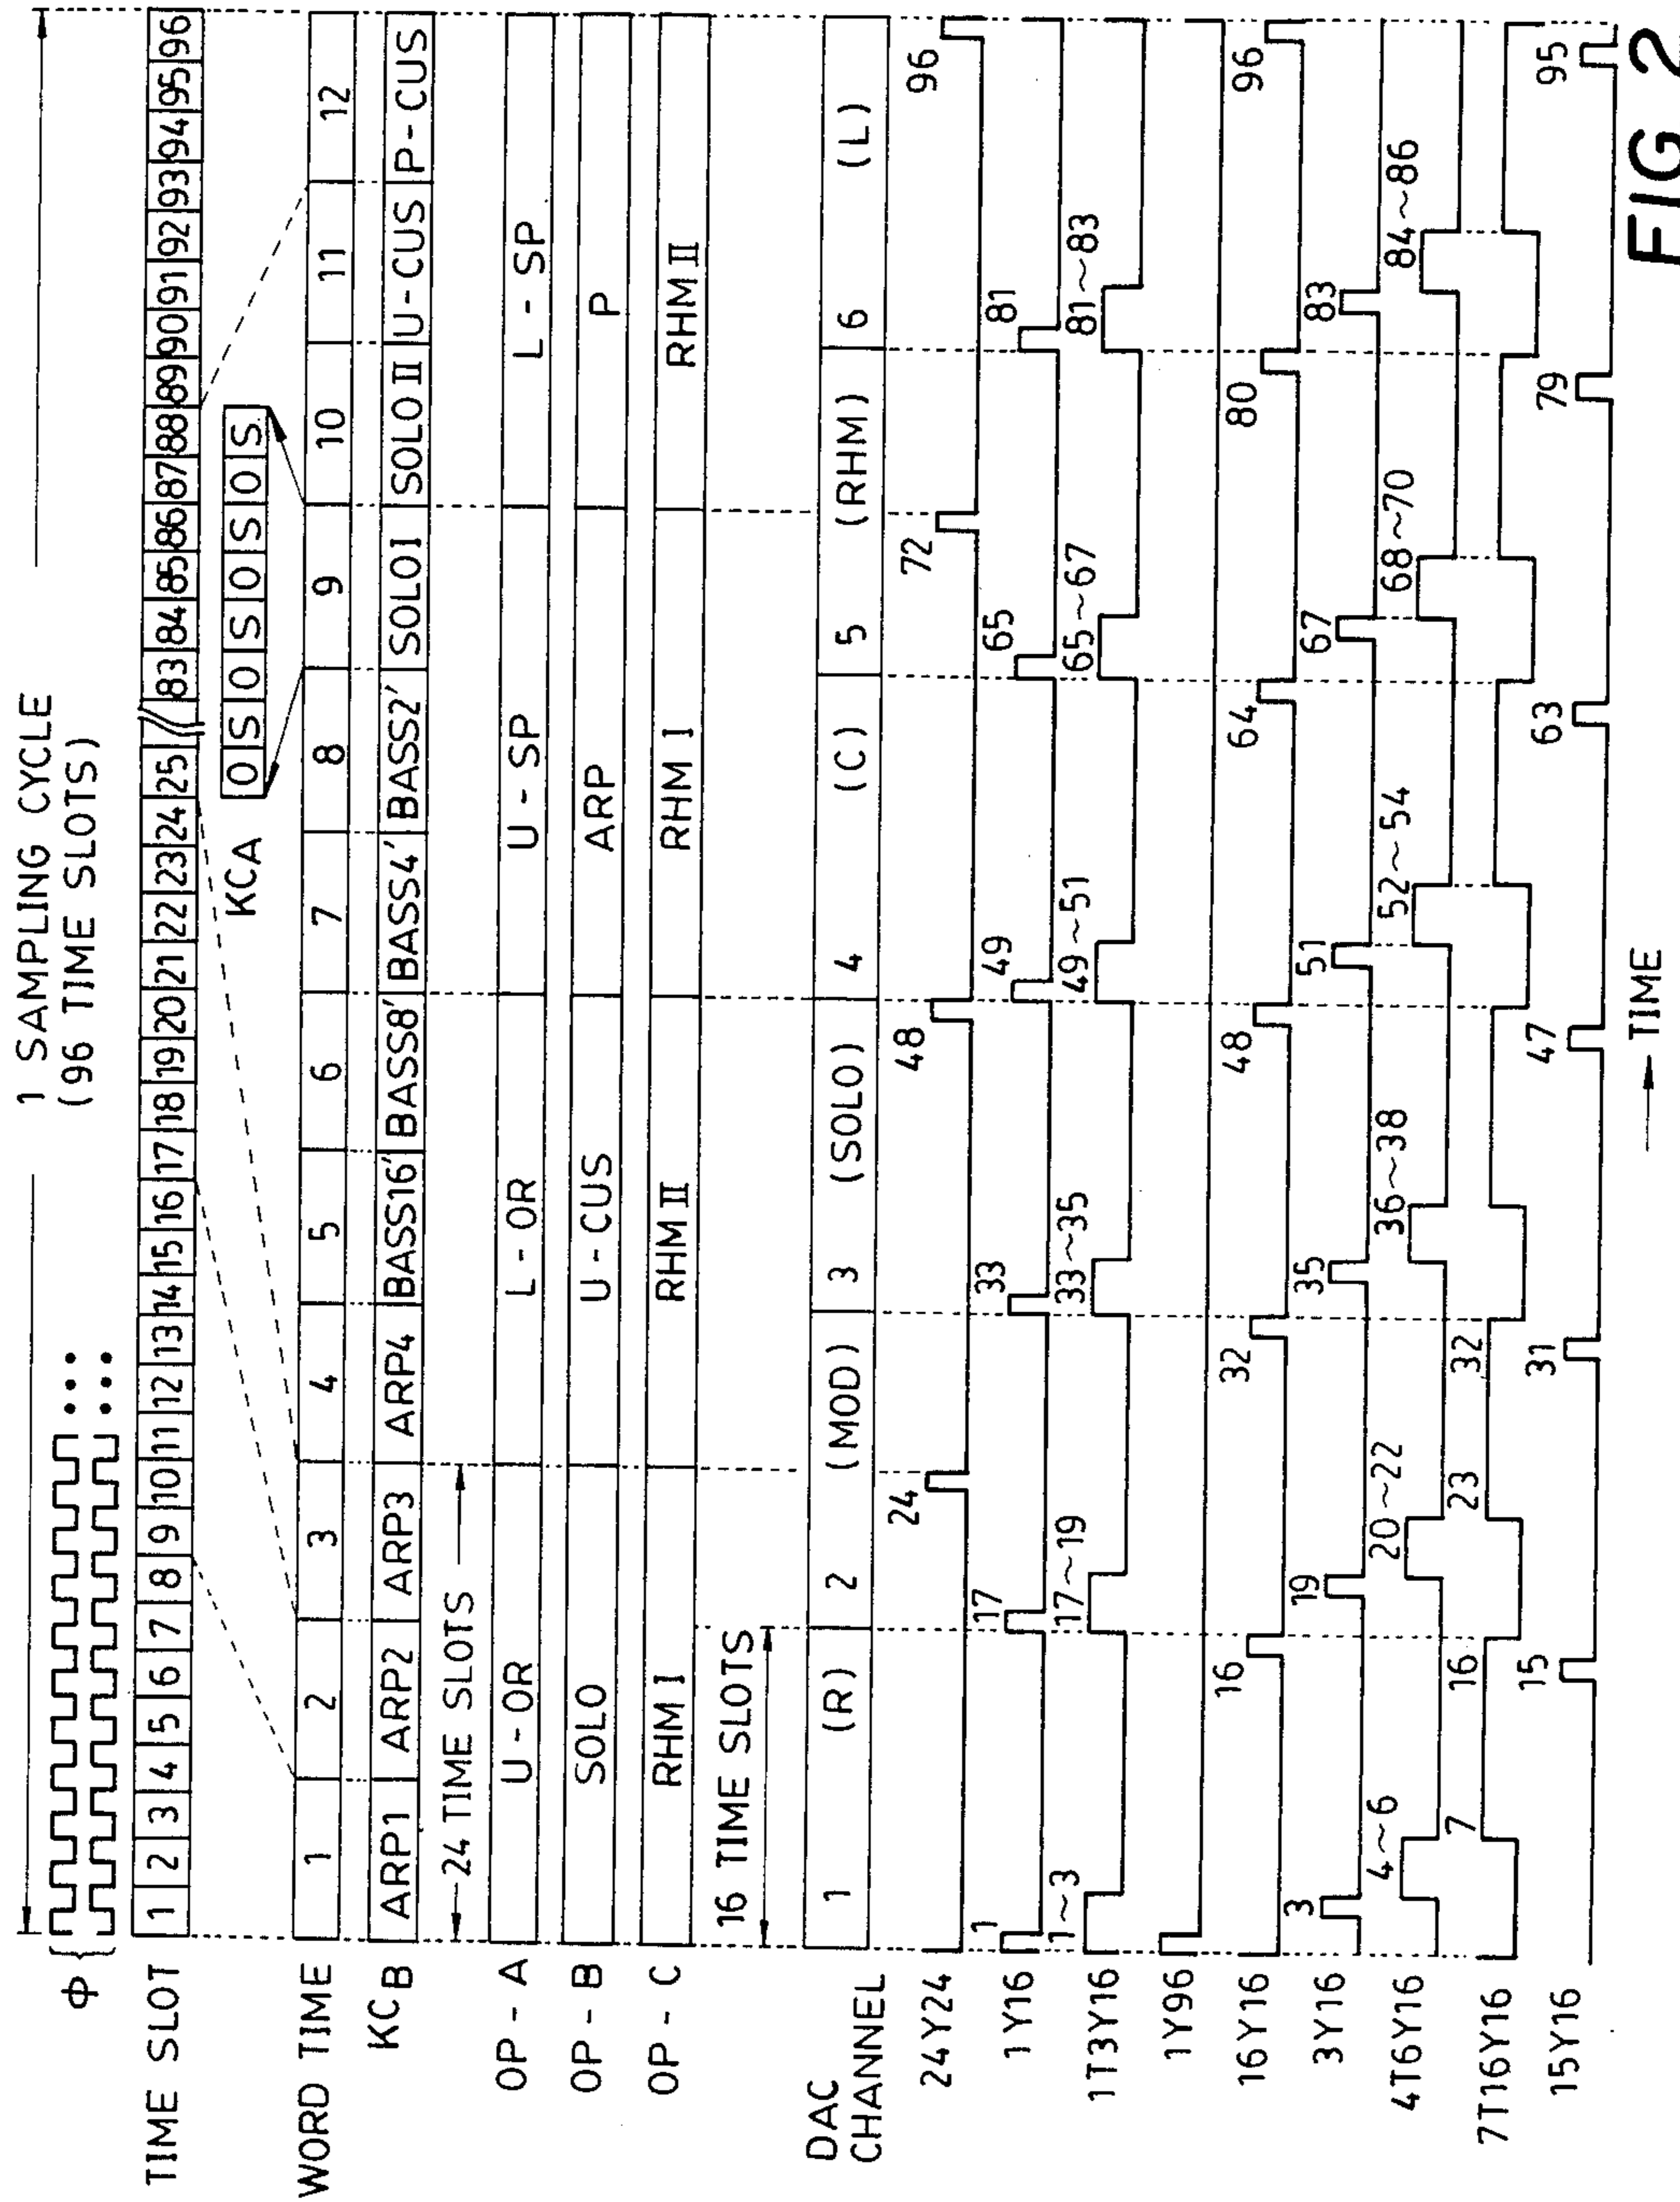 1 SAMPLING CYCLE
(96 TIME SLOTS)
Φ { ••• •••
TIME SLOT 1 2 3 4 5 6 7 8 9 10 11 12 13 14 15 16 17 18 19 20 21 22 23 24 25 83 84 85 86 87 88 89 90 91 92 93 94 95 96
KCA O S O S O S O S
WORD TIME 1 2 3 4 5 6 7 8 9 10 11 12
KCB ARP1 ARP2 ARP3 ARP4 BASS16' BASS8' BASS4' BASS2' SOLO I SOLO II U-CUS P-CUS
24 TIME SLOTS
OP - A U - OR L - OR U - SP L - SP
OP - B SOLO U - CUS ARP P
OP - C RHM I RHM II RHM I RHM II
16 TIME SLOTS
DAC CHANNEL 1 (R) 2 (MOD) 3 (SOLO) 4 (C) 5 (RHM) 6 (L)
24Y24 24 48 72 96
1Y16 1 17 33 49 65 81
1T3Y16 1~3 17~19 33~35 49~51 65~67 81~83
1Y96
16Y16 16 32 48 64 80 96
3Y16 3 19 35 51 67 83
4T6Y16 4~6 20~22 36~38 52~54 68~70 84~86
7T16Y16 7 16 23 32
15Y16 15 31 47 63 79 95
TIME
FIG 2